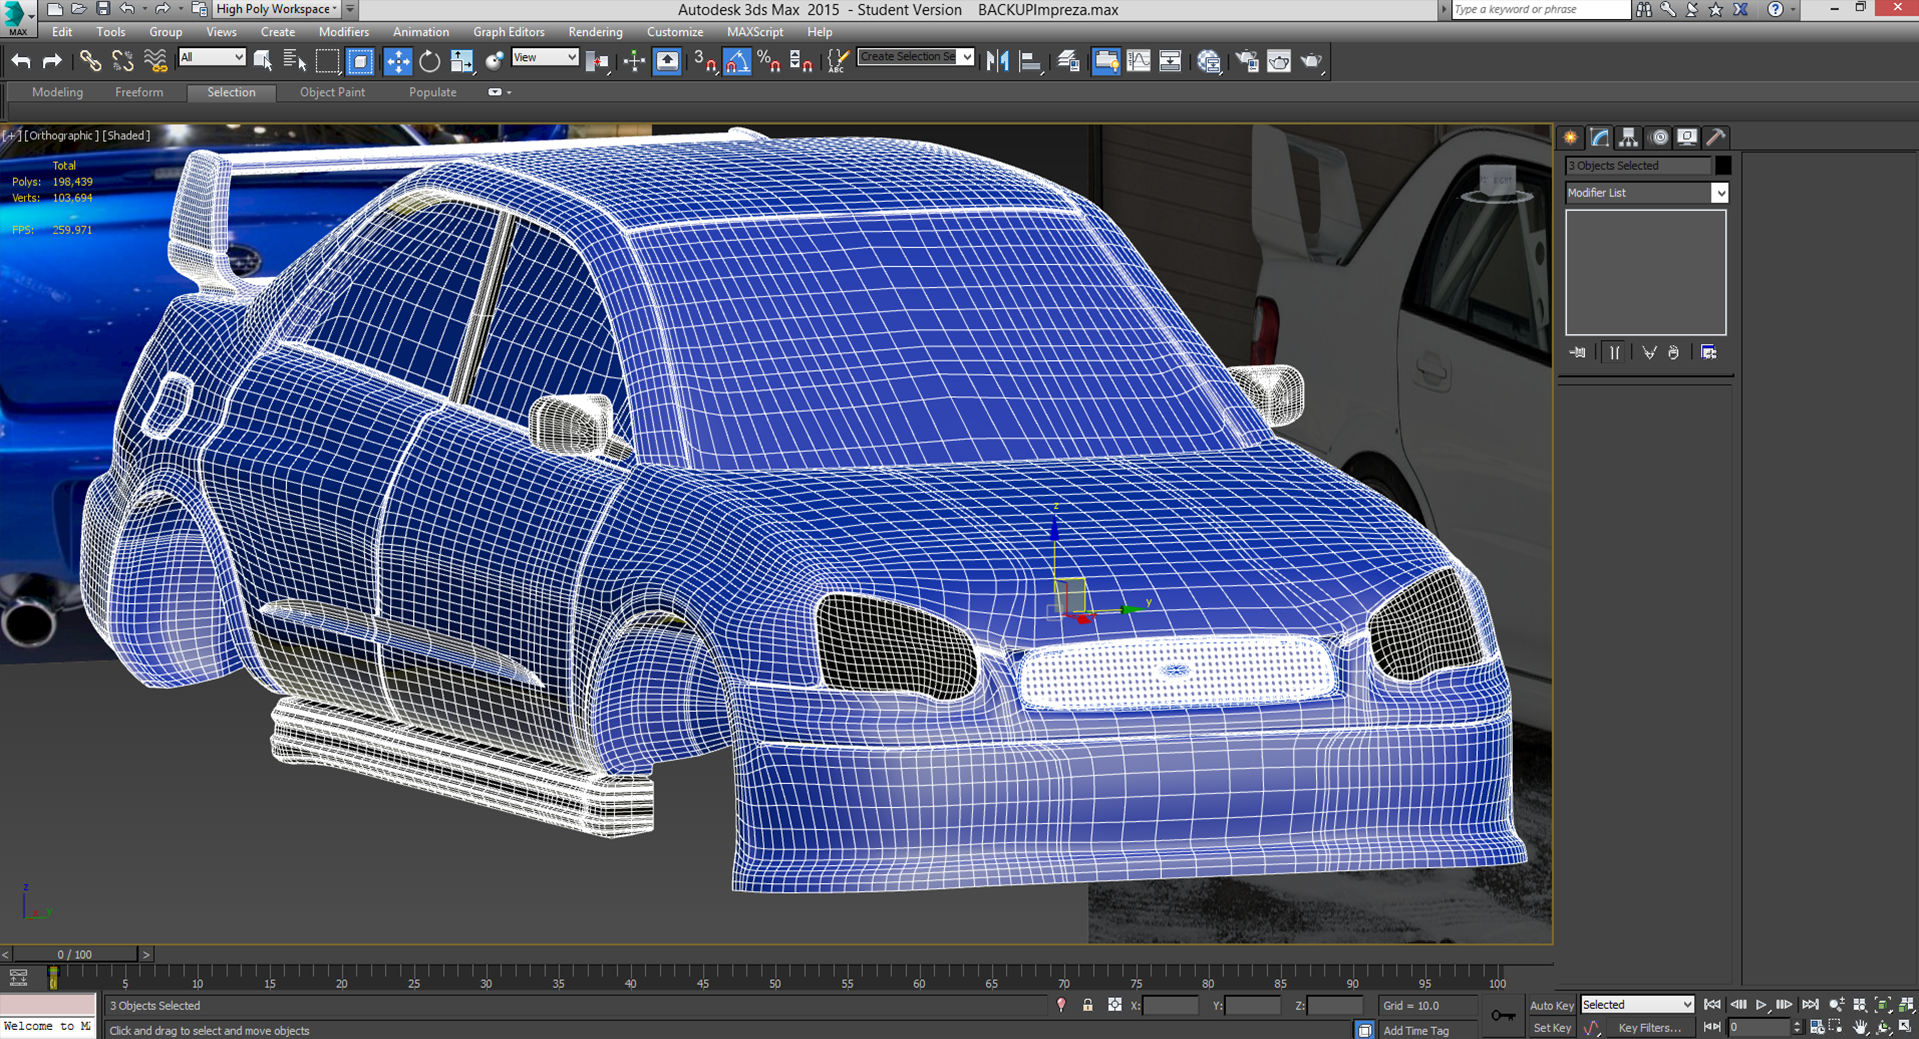 High Poly Workspace
Autodesk 3ds Max 2015 - Student Version BACKUPImpreza.max
Type a keyword or phrase
MAX
Edit Tools Group Views Create Modifiers Animation Graph Editors Rendering Customize MAXScript Help
All
View
3
%
ABC
Create Selection Se
Modeling Freeform Selection Object Paint Populate
[+][Orthographic][Shaded]
Total
Polys: 198,439
Verts: 103,694
FPS: 259.971
3 Objects Selected
Modifier List
z
y
z
x y
0 / 100
0 5 10 15 20 25 30 35 40 45 50 55 60 65 70 75 80 85 90 95 100
3 Objects Selected
X: Y: Z:
Grid = 10.0
Auto Key
Selected
Welcome to M
Click and drag to select and move objects
Add Time Tag
Set Key
Key Filters...
0